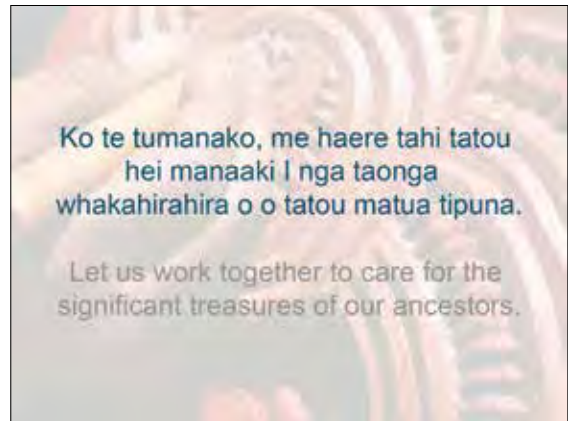 Ko te tumanako, me haere tahi tatou
hei manaaki I nga taonga
whakahirahira o o tatou matua tipuna.
Let us work together to care for the
significant treasures of our ancestors.